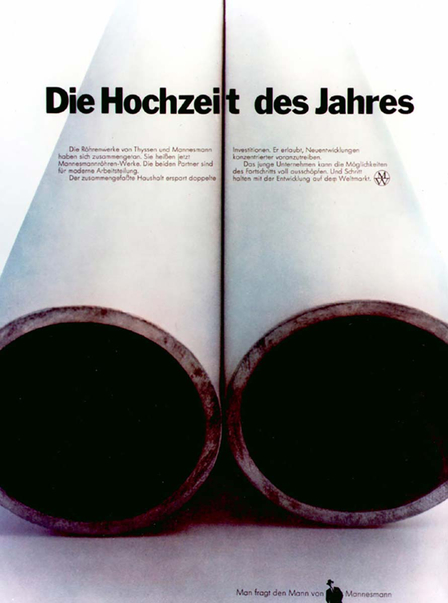 Die Hochzeit des Jahres
Die Röhrenwerke von Thyssen und Mannesmann
haben sich zusammengetan. Sie heißen jetzt
Mannesmannröhren-Werke. Die beiden Partner sind
für moderne Arbeitsteilung.
Der zusammengefaßte Haushalt erspart doppelte
Investitionen. Er erlaubt, Neuentwicklungen
konzentrierter voranzutreiben.
Das junge Unternehmen kann die Möglichkeiten
des Fortschritts voll ausschöpfen. Und Schritt
halten mit der Entwicklung auf dem Weltmarkt.
Man fragt den Mann von Mannesmann